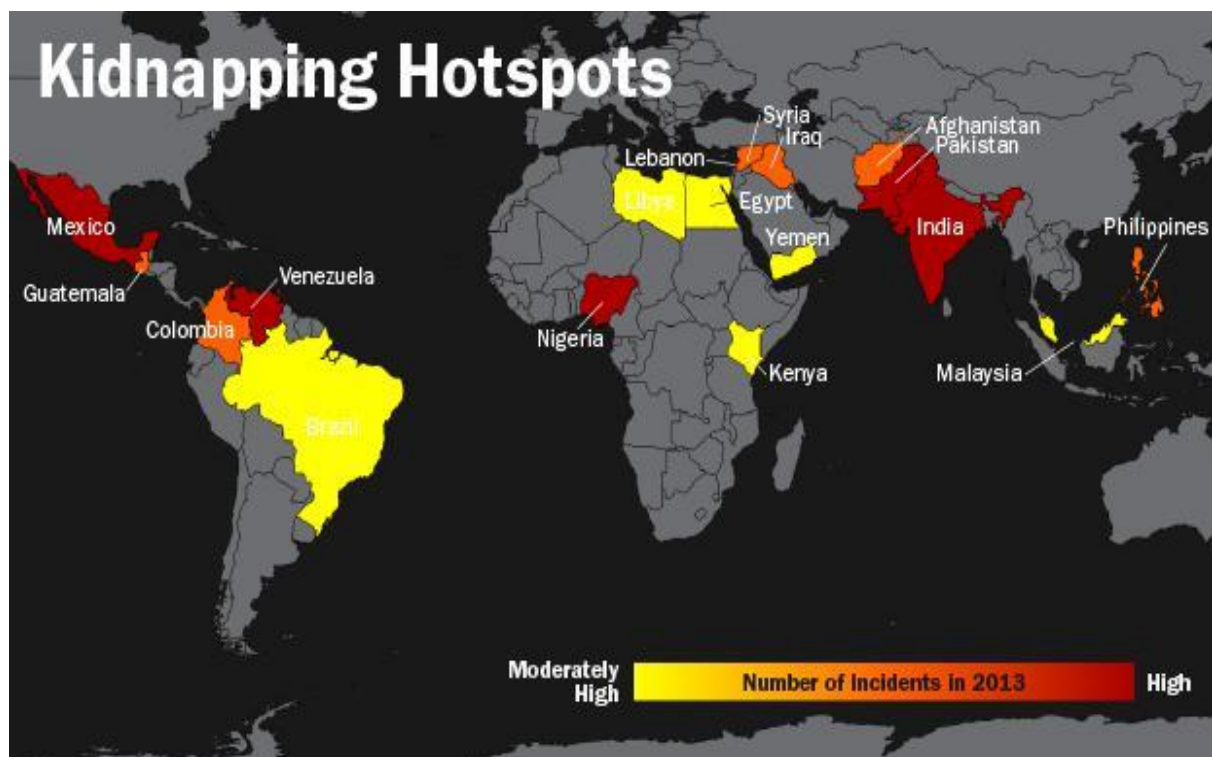 Kidnapping Hotspots
Syria
Afghanistan
Iraq
Pakistan
Lebanon
Libya
Egypt
Mexico
India
Philippines
Yemen
Venezuela
Guatemala
Colombia
Nigeria
Kenya
Malaysia
Brazil
Moderately
High
Number of Incidents in 2013
High